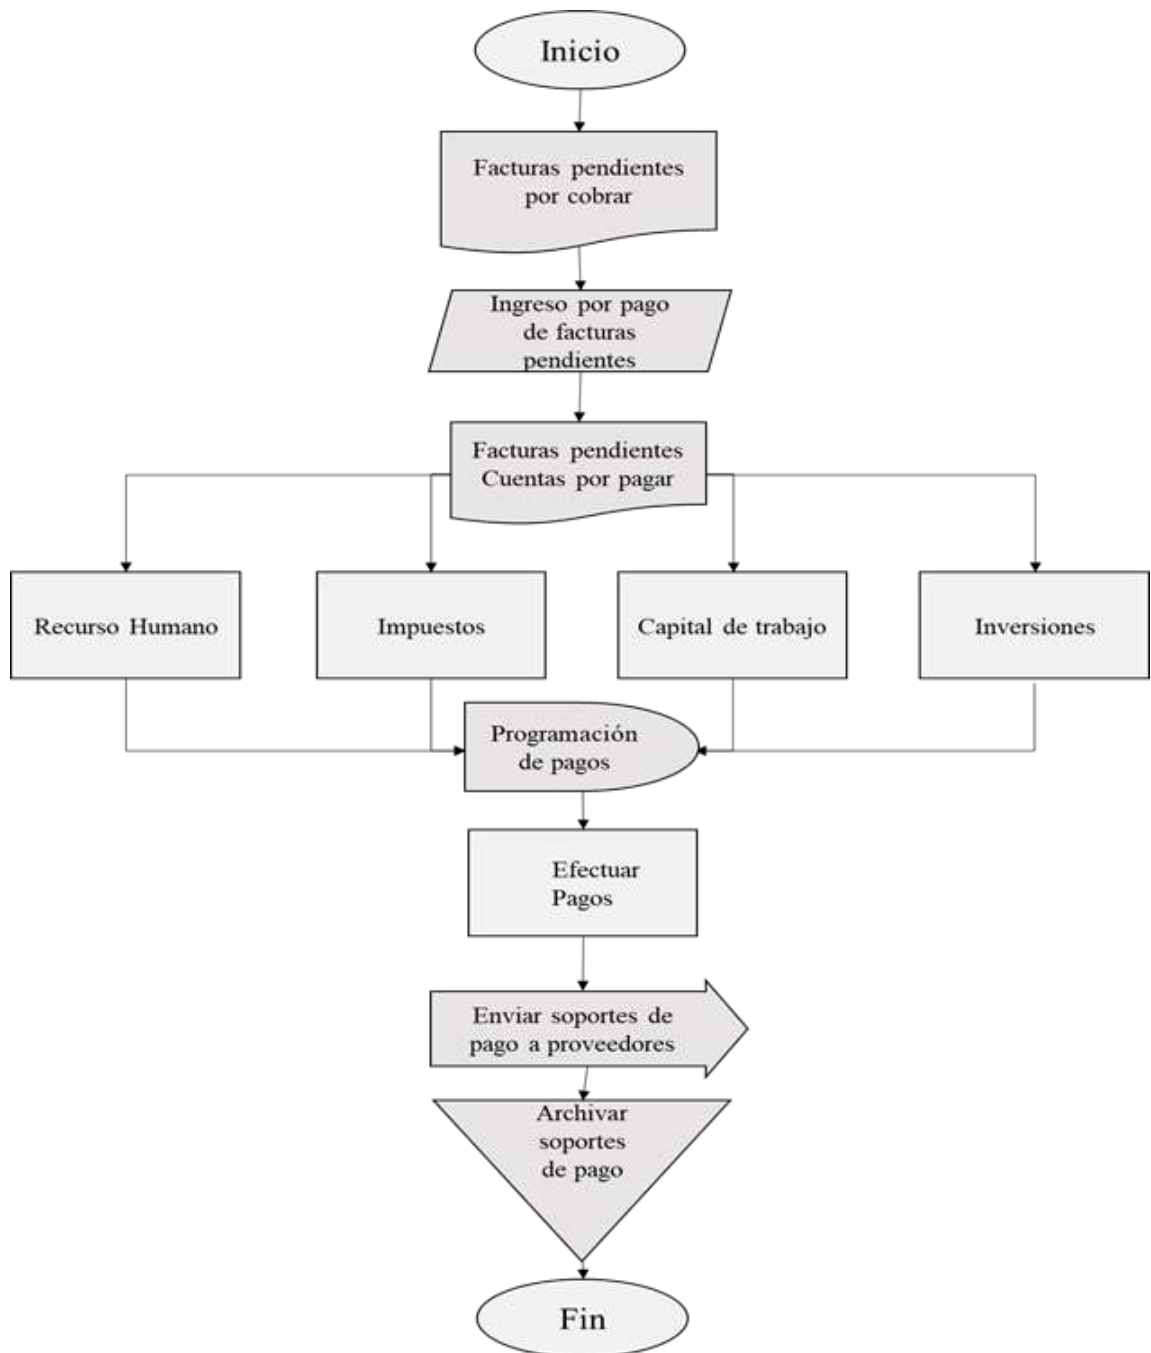 Inicio
Facturas pendientes
por cobrar
Ingreso por pago
de facturas
pendientes
Facturas pendientes
Cuentas por pagar
Recurso Humano
Impuestos
Capital de trabajo
Inversiones
Programación
de pagos
Efectuar
Pagos
Enviar soportes de
pago a proveedores
Archivar
soportes
de pago
Fin